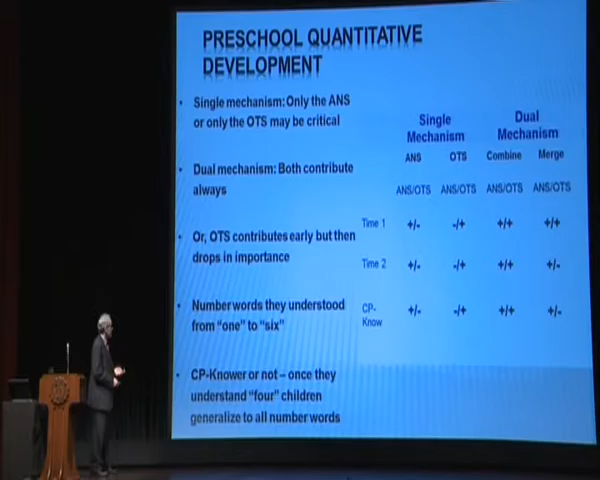 PRESCHOOL QUANTITATIVE
DEVELOPMENT
• Single mechanism: Only the ANS
or only the OTS may be critical
• Dual mechanism: Both contribute
always
• Or, OTS contributes early but then
drops in importance
• Number words they understood
from "one" to "six"
• CP-Knower or not – once they
understand "four" children
generalize to all number words
Single Dual
Mechanism Mechanism
ANS OTS Combine Merge
ANS/OTS ANS/OTS ANS/OTS ANS/OTS
Time 1 +/- -/+ +/+ +/+
Time 2 +/- -/+ +/+ +/-
CP- +/- -/+ +/+ +/-
Know